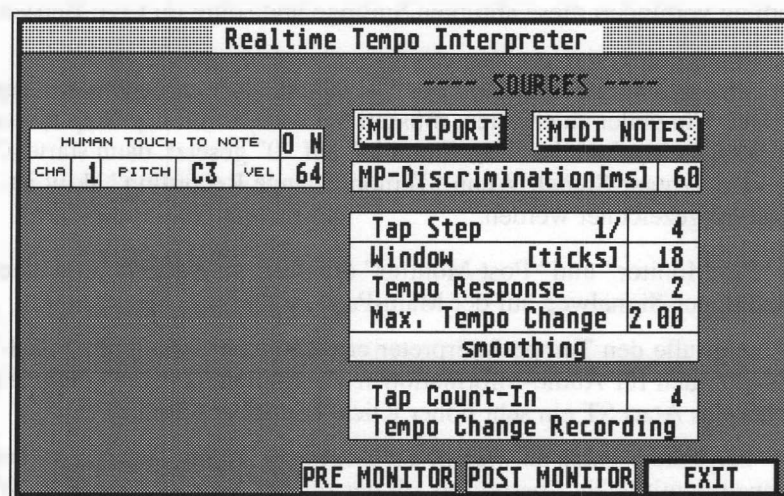 Realtime Tempo Interpreter
---- SOURCES ----
MULTIPORT MIDI NOTES
HUMAN TOUCH TO NOTE ON
CHA 1 PITCH C3 VEL 64
MP-Discrimination[ms] 60
Tap Step 1/ 4
Window [ticks] 18
Tempo Response 2
Max. Tempo Change 2.00
smoothing
Tap Count-In 4
Tempo Change Recording
PRE MONITOR POST MONITOR EXIT